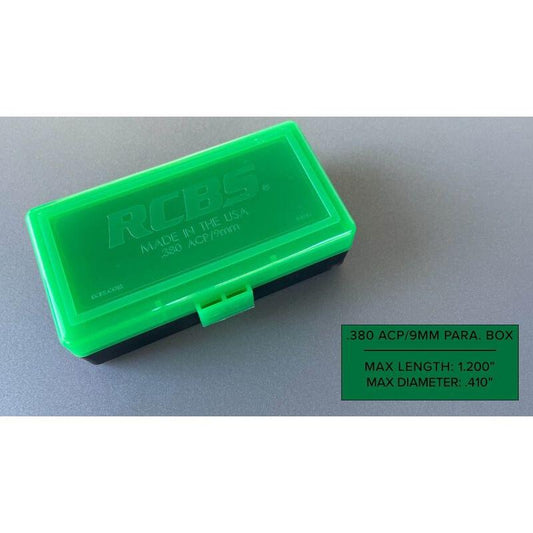 RCBS®
MADE IN THE USA
.380 ACP/9mm
.380 ACP/9MM PARA. BOX
MAX LENGTH: 1.200"
MAX DIAMETER: .410"